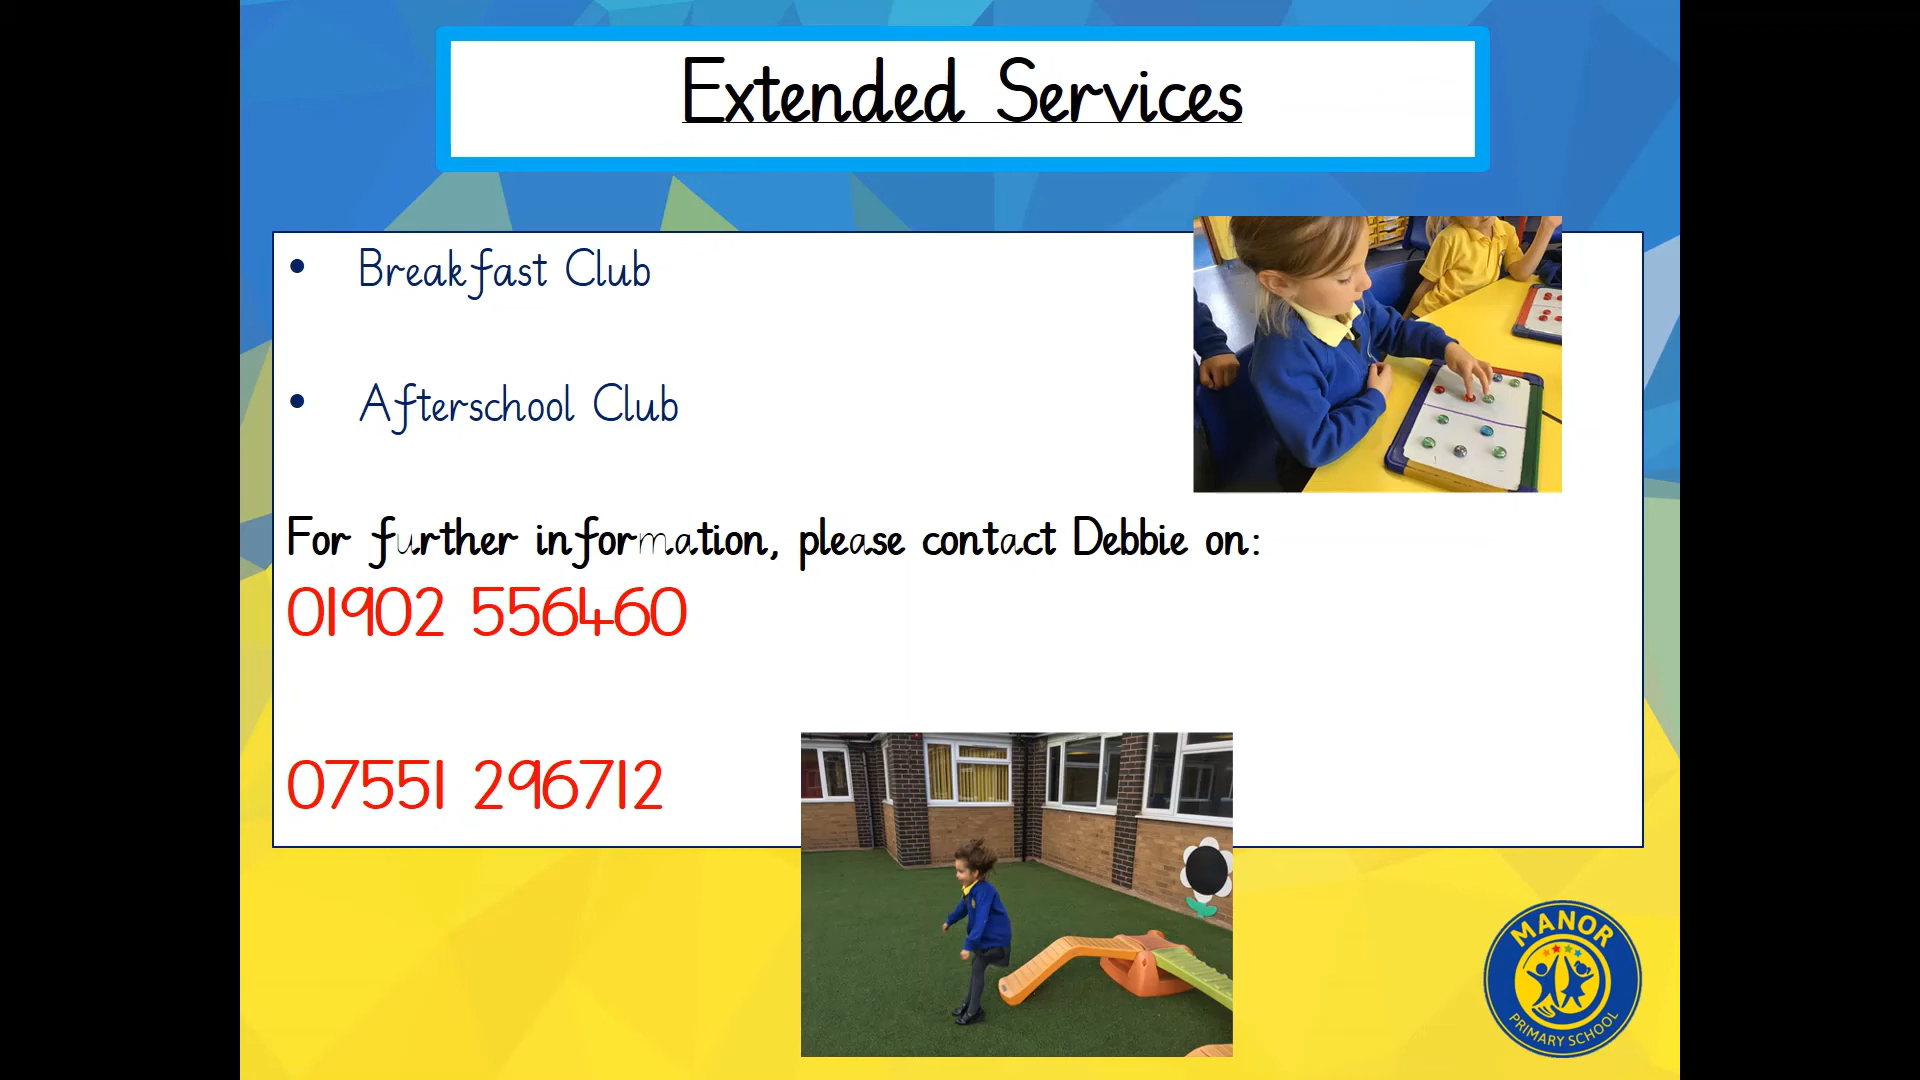 Extended Services
• Breakfast Club
• Afterschool Club
For further information, please contact Debbie on:
01902 556460
07551 296712
MANOR
PRIMARY SCHOOL